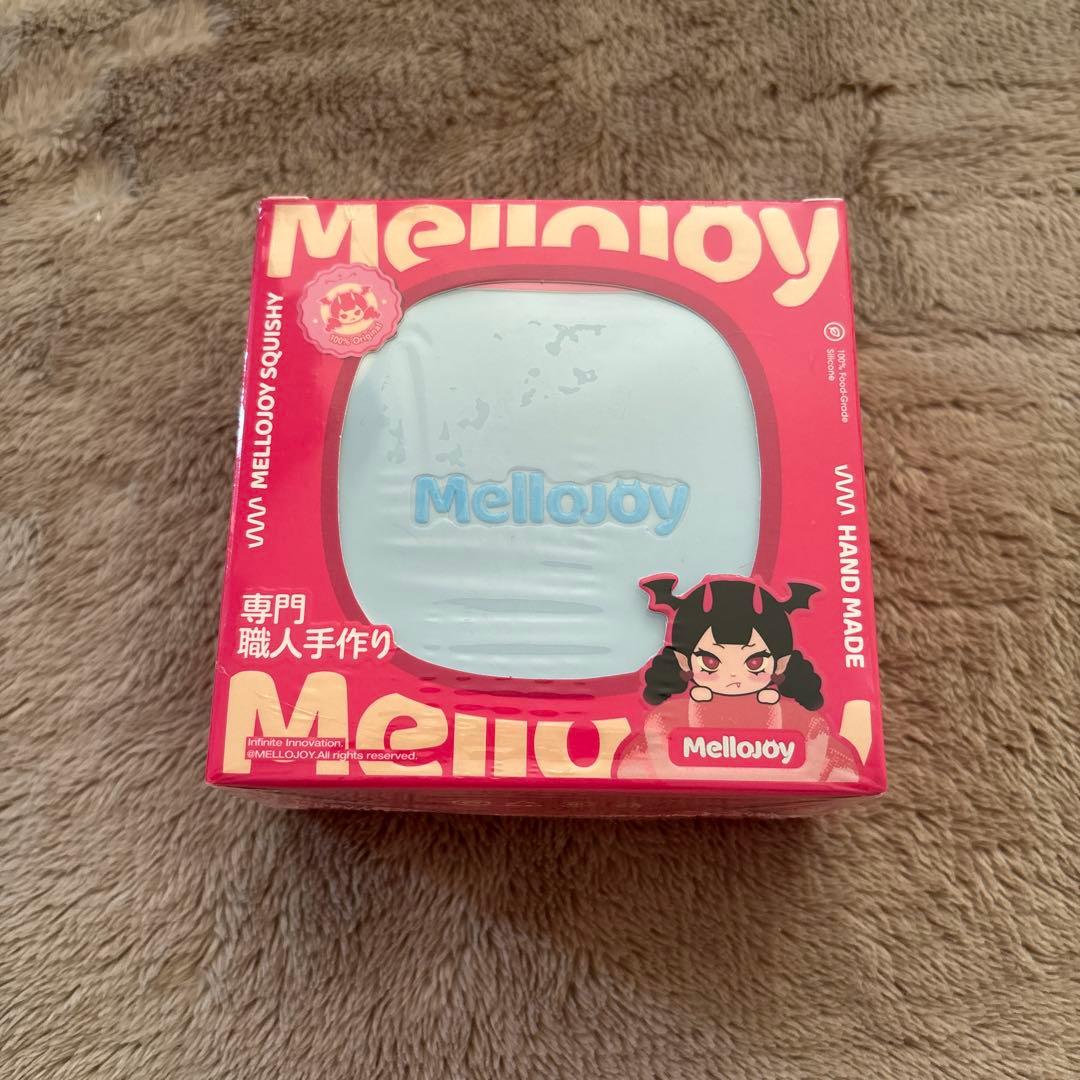 Mellojoy
100% Original
MELLOJOY SQUISHY
100% Food-Grade
Silicone
Mellojoy
HAND MADE
専門
職人手作り
Infinite Innovation.
@MELLOJOY.All rights reserved.
Mellojoy